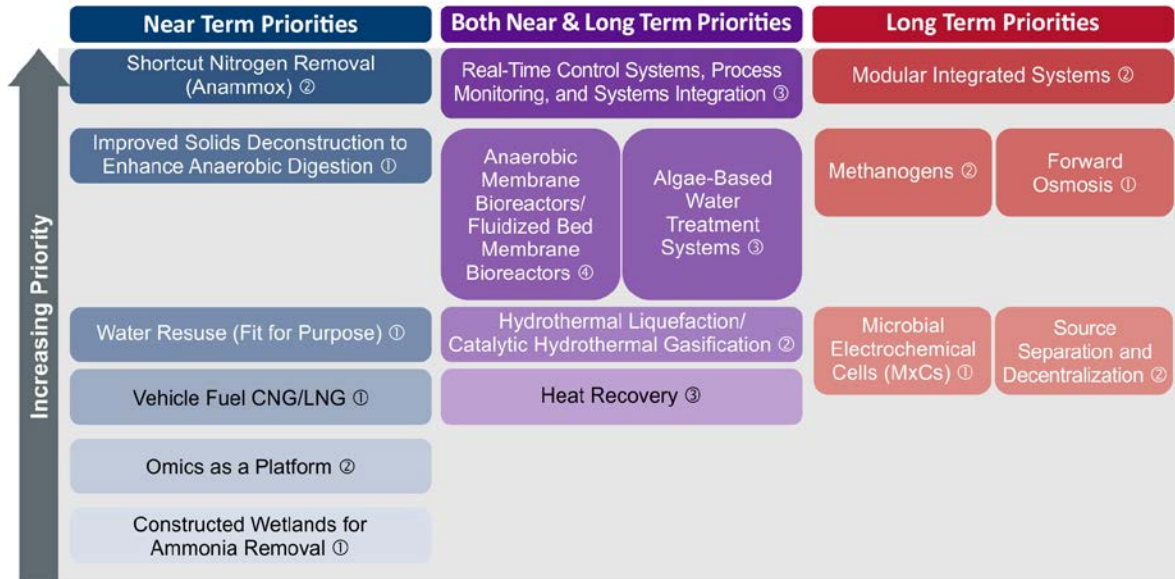 Near Term Priorities
Both Near & Long Term Priorities
Long Term Priorities
Increasing Priority
Shortcut Nitrogen Removal
(Anammox) ②
Improved Solids Deconstruction to
Enhance Anaerobic Digestion ①
Water Resuse (Fit for Purpose) ①
Vehicle Fuel CNG/LNG ①
Omics as a Platform ②
Constructed Wetlands for
Ammonia Removal ①
Real-Time Control Systems, Process
Monitoring, and Systems Integration ③
Anaerobic
Membrane
Bioreactors/
Fluidized Bed
Membrane
Bioreactors ④
Algae-Based
Water
Treatment
Systems ③
Hydrothermal Liquefaction/
Catalytic Hydrothermal Gasification ②
Heat Recovery ③
Modular Integrated Systems ②
Methanogens ②
Forward
Osmosis ①
Microbial
Electrochemical
Cells (MxCs) ①
Source
Separation and
Decentralization ②